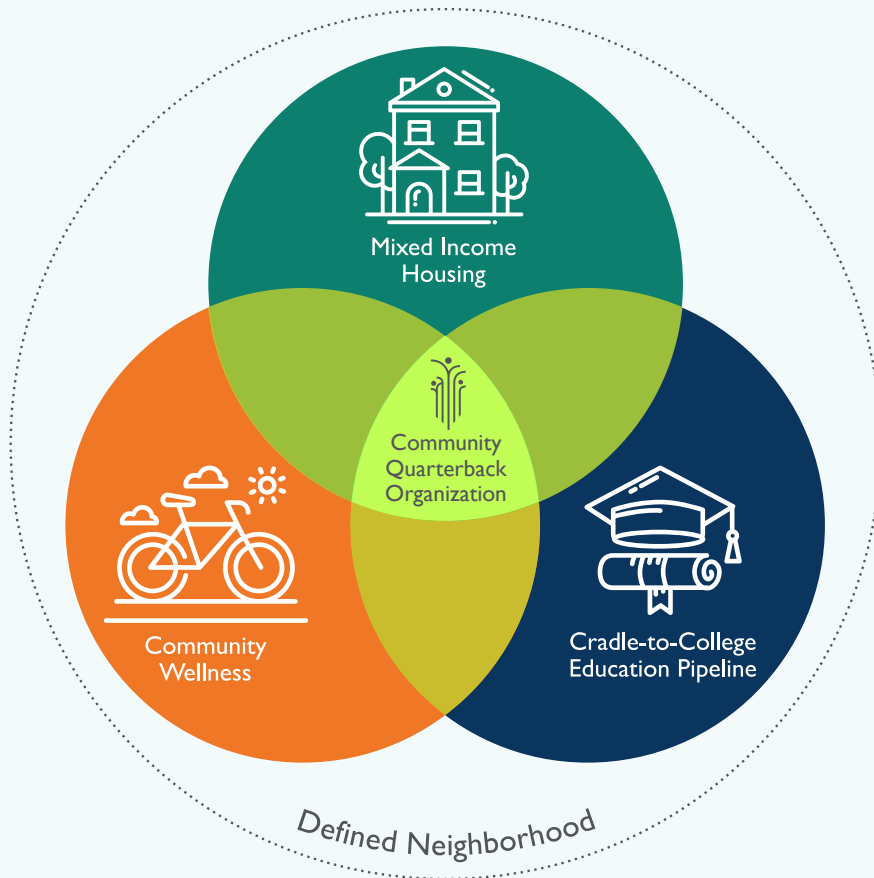 Mixed Income
Housing
Community
Quarterback
Organization
Community
Wellness
Cradle-to-College
Education Pipeline
Defined Neighborhood